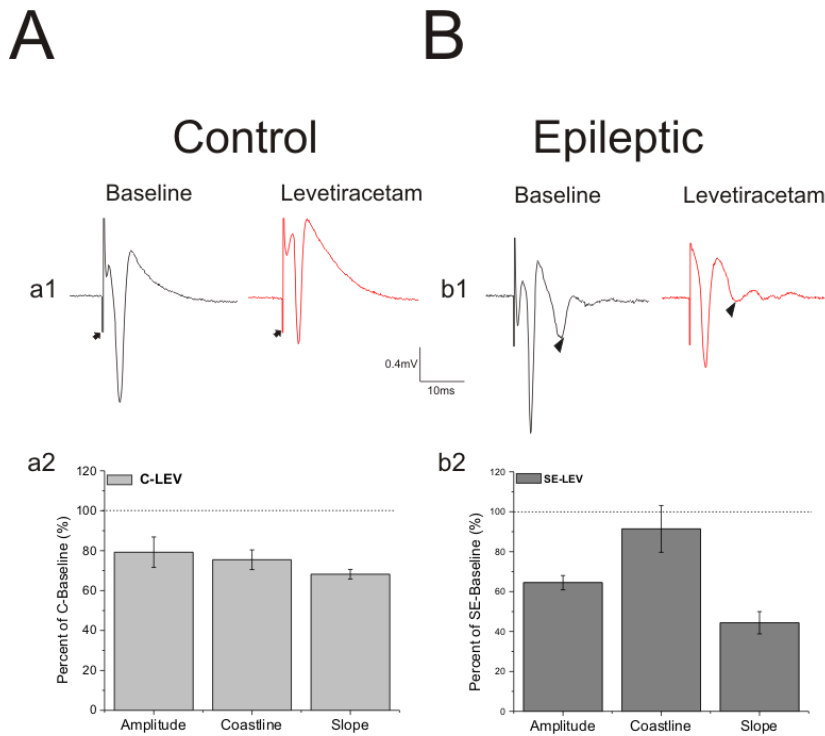 A
B
Control
Epileptic
Baseline
Levetiracetam
Baseline
Levetiracetam
a1
b1
0.4mV
10ms
a2
b2
120
100
80
60
40
20
0
Percent of C-Baseline (%)
C-LEV
Amplitude
Coastline
Slope
120
100
80
60
40
20
0
Percent of SE-Baseline (%)
SE-LEV
Amplitude
Coastline
Slope